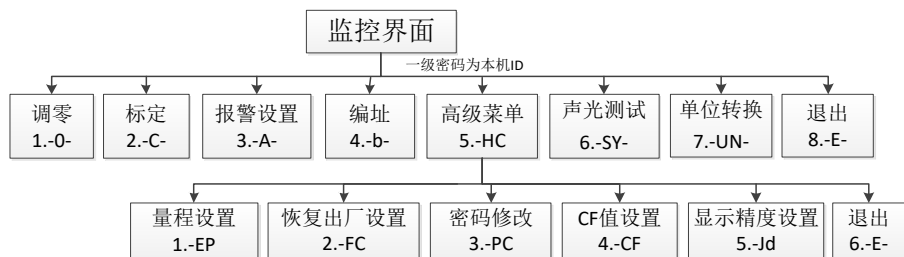 监控界面
一级密码为本机ID
调零
1.-0-
标定
2.-C-
报警设置
3.-A-
编址
4.-b-
高级菜单
5.-HC
声光测试
6.-SY-
单位转换
7.-UN-
退出
8.-E-
量程设置
1.-EP
恢复出厂设置
2.-FC
密码修改
3.-PC
CF值设置
4.-CF
显示精度设置
5.-Jd
退出
6.-E-